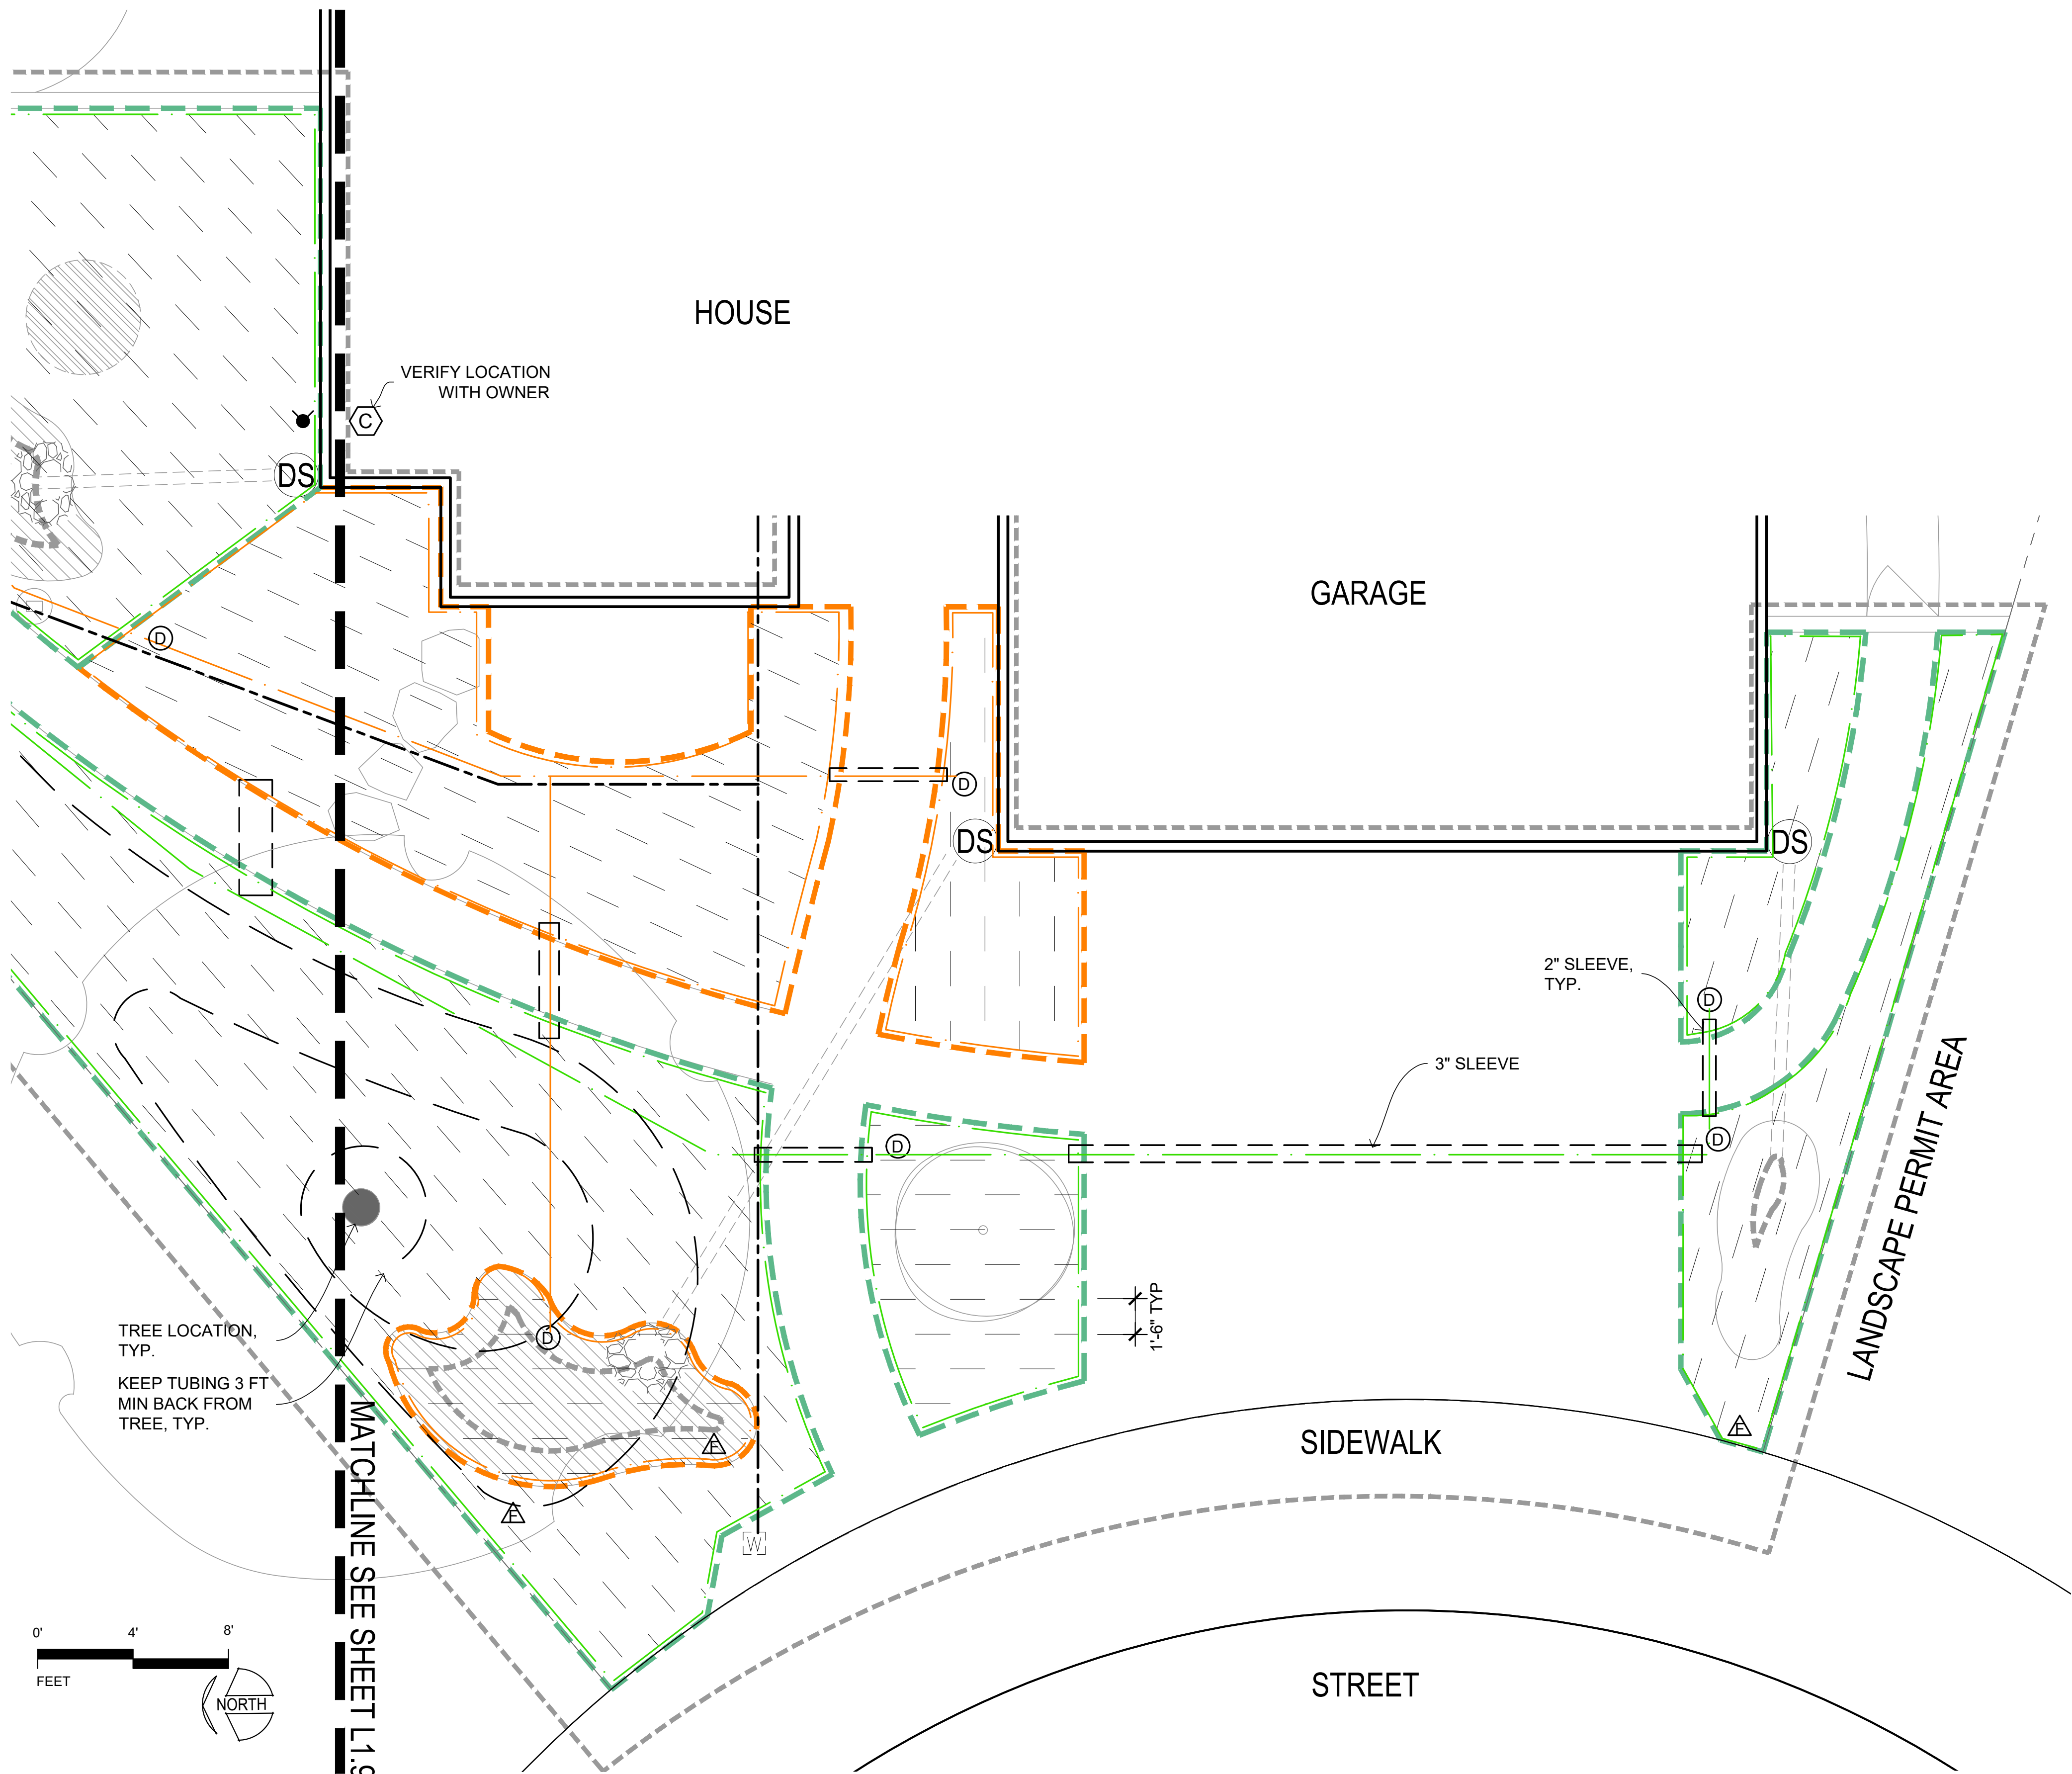 HOUSE
VERIFY LOCATION
WITH OWNER
C
DS
GARAGE
D
D
DS
DS
2" SLEEVE,
TYP.
D
3" SLEEVE
D
D
LANDSCAPE PERMIT AREA
1'-6" TYP
TREE LOCATION,
TYP.
KEEP TUBING 3 FT
MIN BACK FROM
TREE, TYP.
D
F
F
F
W
SIDEWALK
MATCHLINE SEE SHEET L1.9
0' 4' 8'
FEET
NORTH
STREET